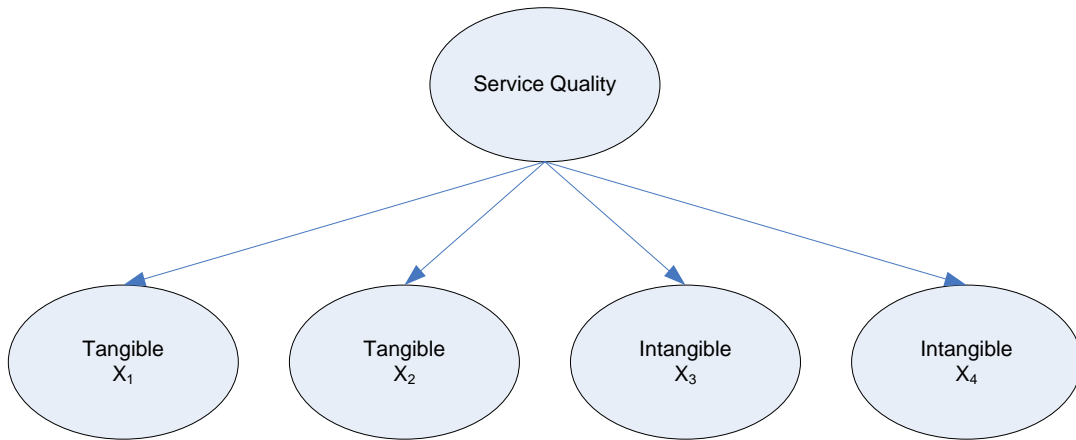 Service Quality
Tangible
X₁
Tangible
X₂
Intangible
X₃
Intangible
X₄